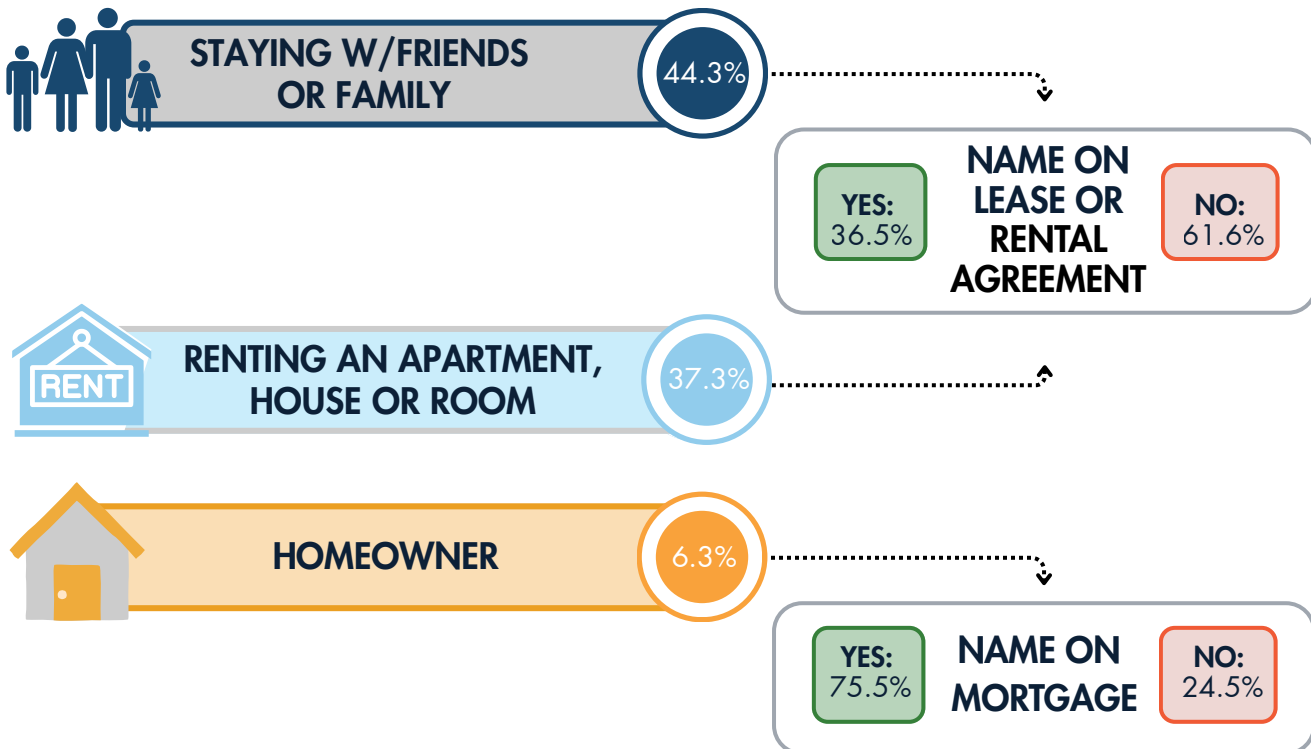 STAYING W/FRIENDS
OR FAMILY
44.3%
NAME ON
LEASE OR
RENTAL
AGREEMENT
YES:
36.5%
NO:
61.6%
RENT
RENTING AN APARTMENT,
HOUSE OR ROOM
37.3%
HOMEOWNER
6.3%
YES:
75.5%
NAME ON
MORTGAGE
NO:
24.5%